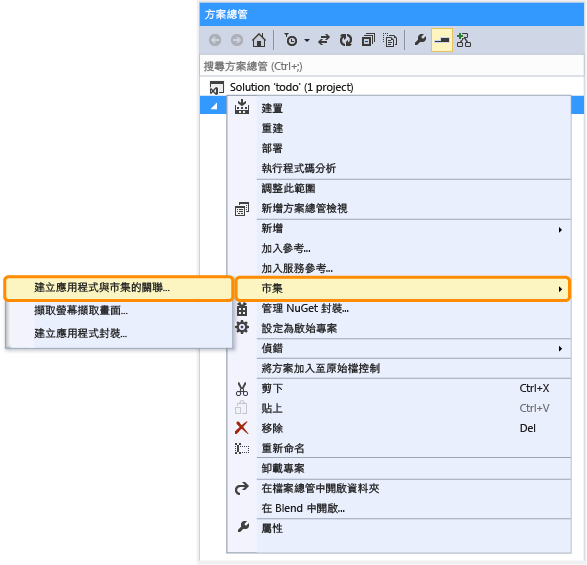 方案總管
搜尋方案總管 (Ctrl+;)
Solution 'todo' (1 project)
建置
重建
部署
執行程式碼分析
調整此範圍
新增方案總管檢視
新增
加入參考...
加入服務參考...
建立應用程式與市集的關聯...
市集
擷取螢幕擷取畫面...
管理 NuGet 封裝...
建立應用程式封裝...
設定為啟始專案
偵錯
將方案加入至原始檔控制
剪下 Ctrl+X
貼上 Ctrl+V
移除 Del
重新命名
卸載專案
在檔案總管中開啟資料夾
在 Blend 中開啟...
屬性